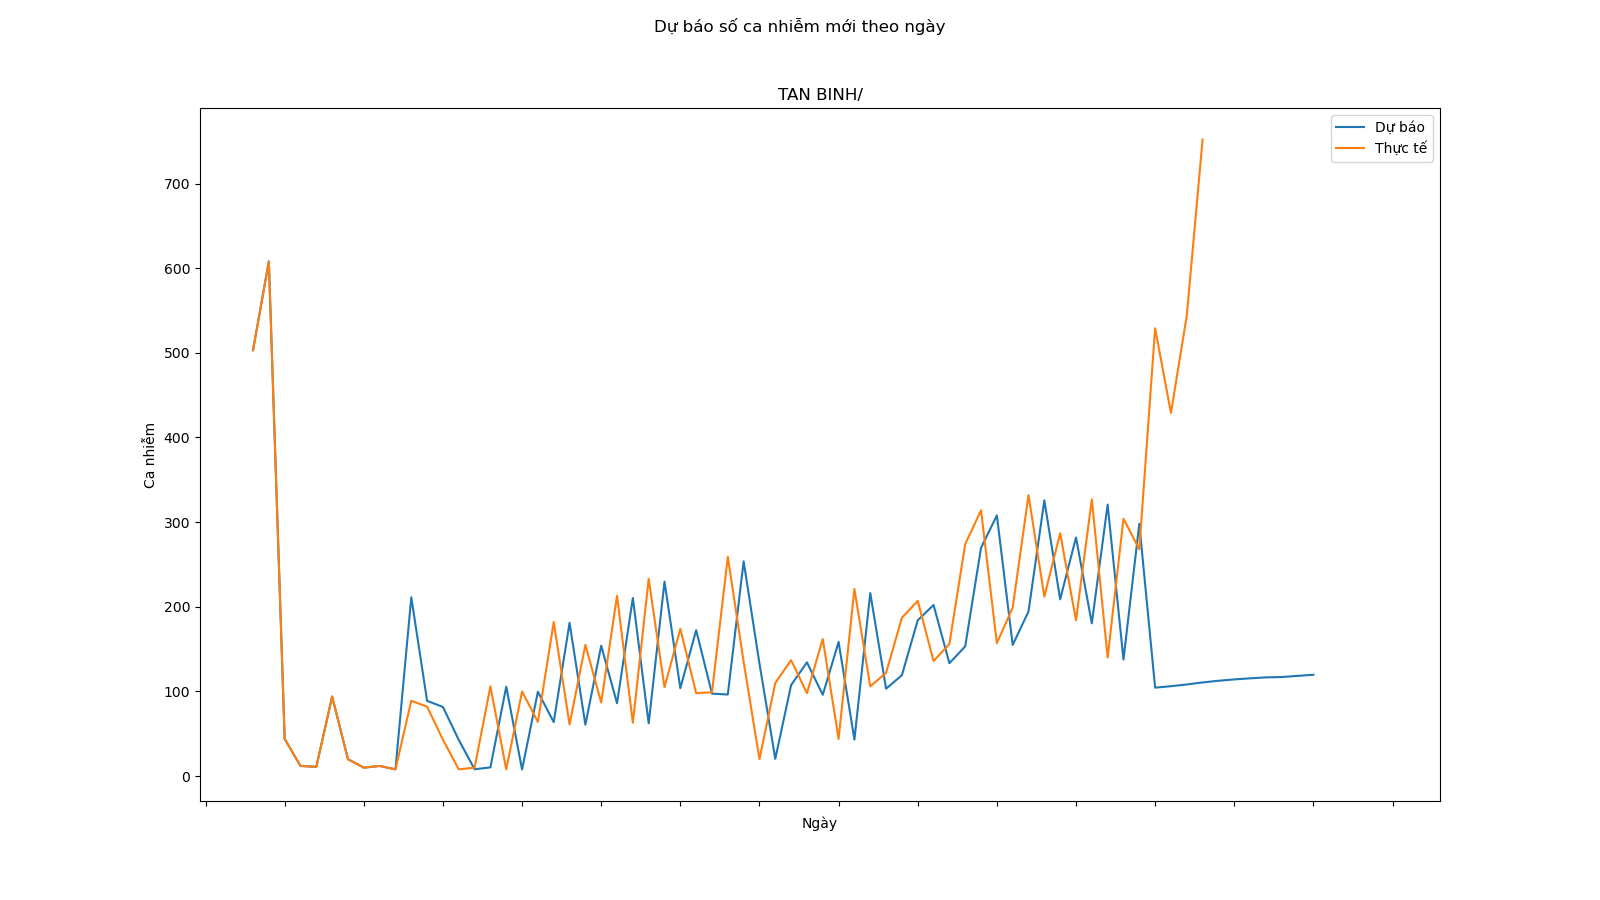 Dự báo số ca nhiễm mới theo ngày
TAN BINH/
Dự báo
Thực tế
700
600
500
400
300
200
100
0
Ca nhiễm
Ngày